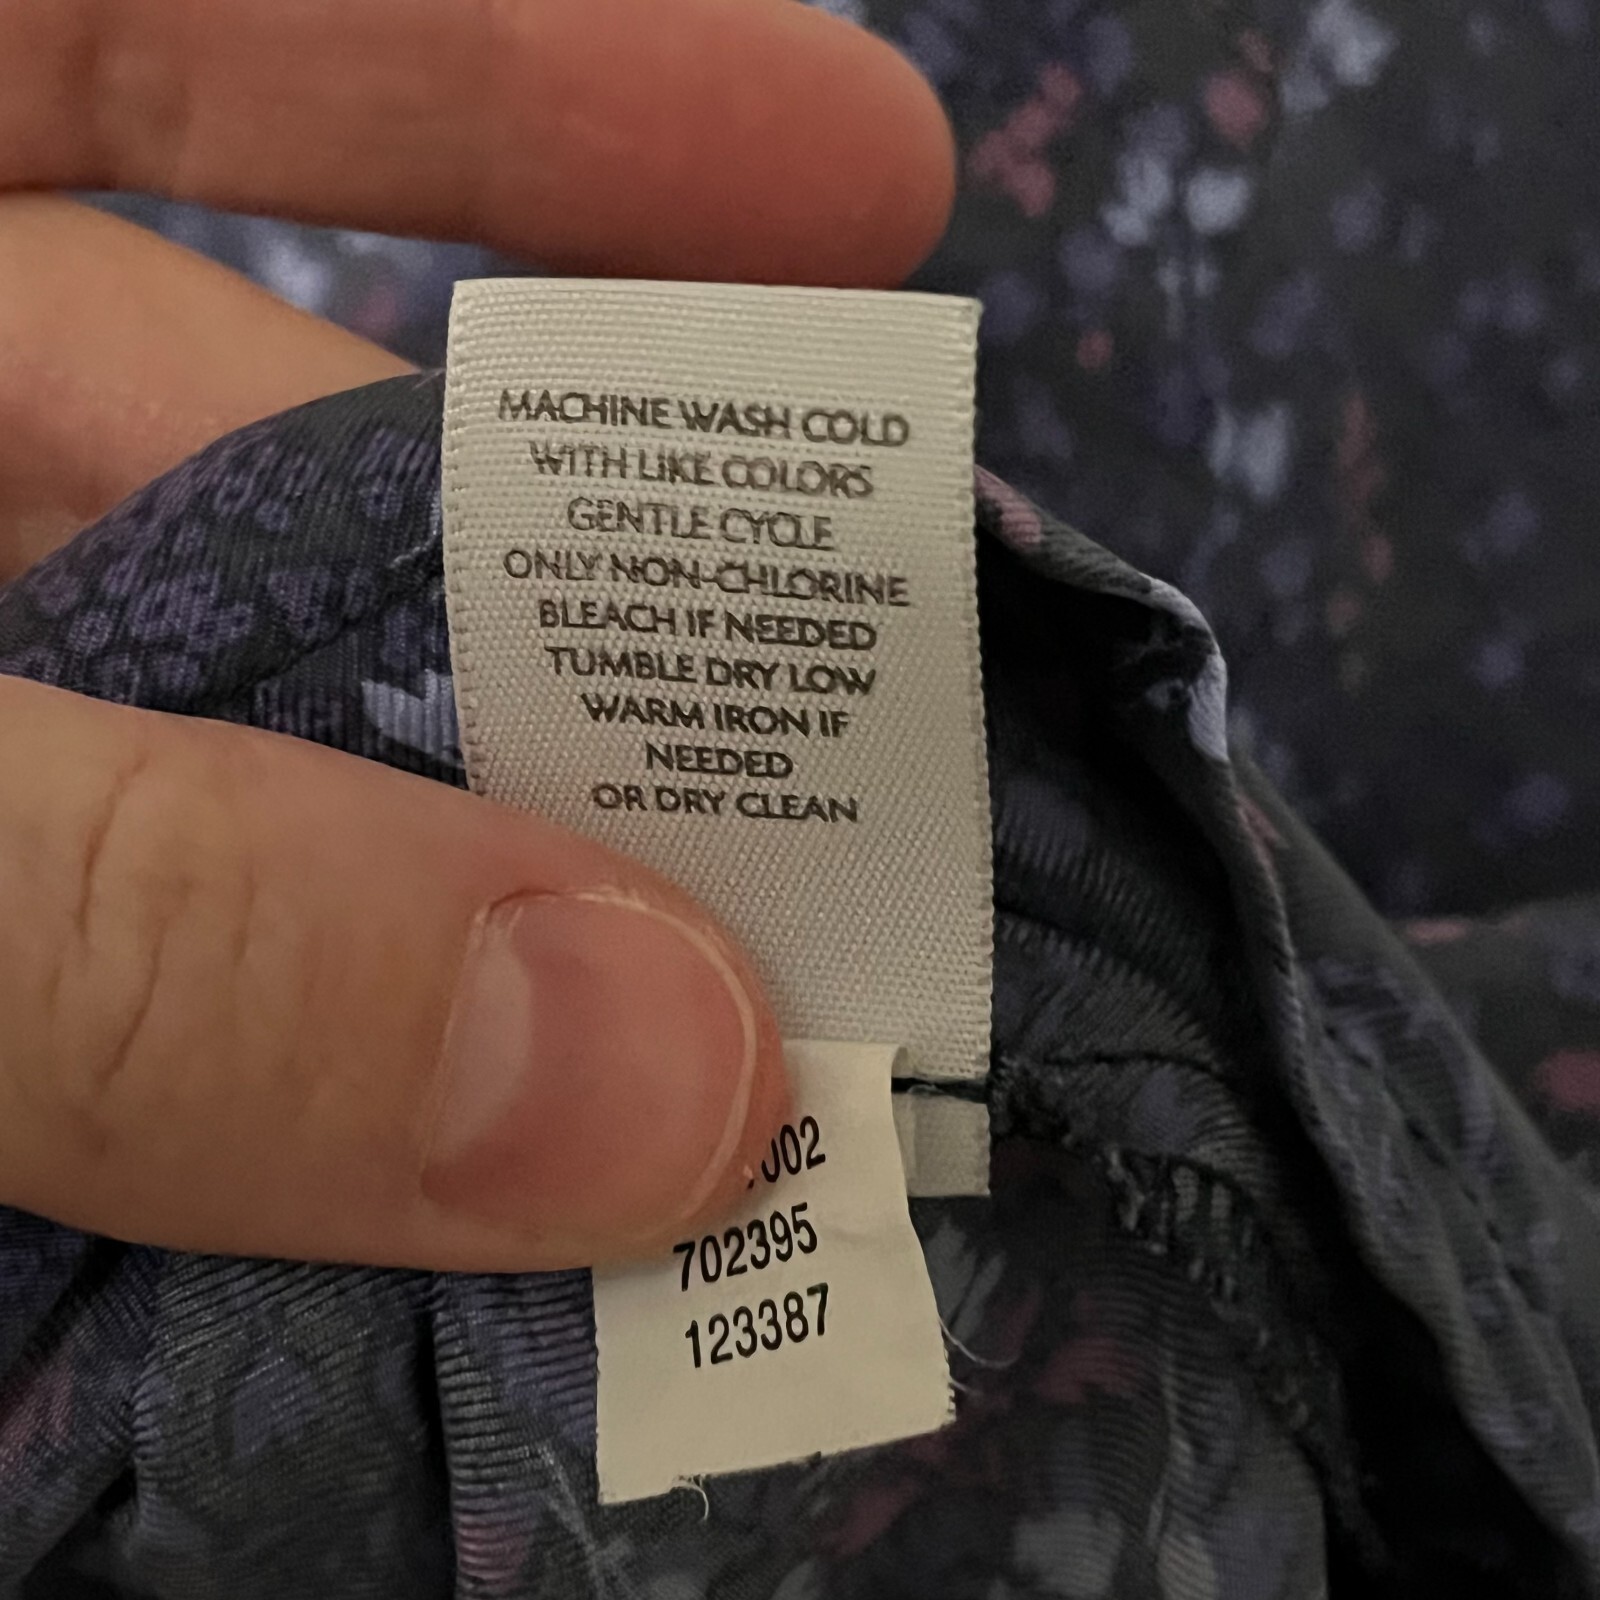 MACHINE WASH COLD
WITH LIKE COLORS
GENTLE CYCLE
ONLY NON-CHLORINE
BLEACH IF NEEDED
TUMBLE DRY LOW
WARM IRON IF
NEEDED
OR DRY CLEAN
002
702395
123387